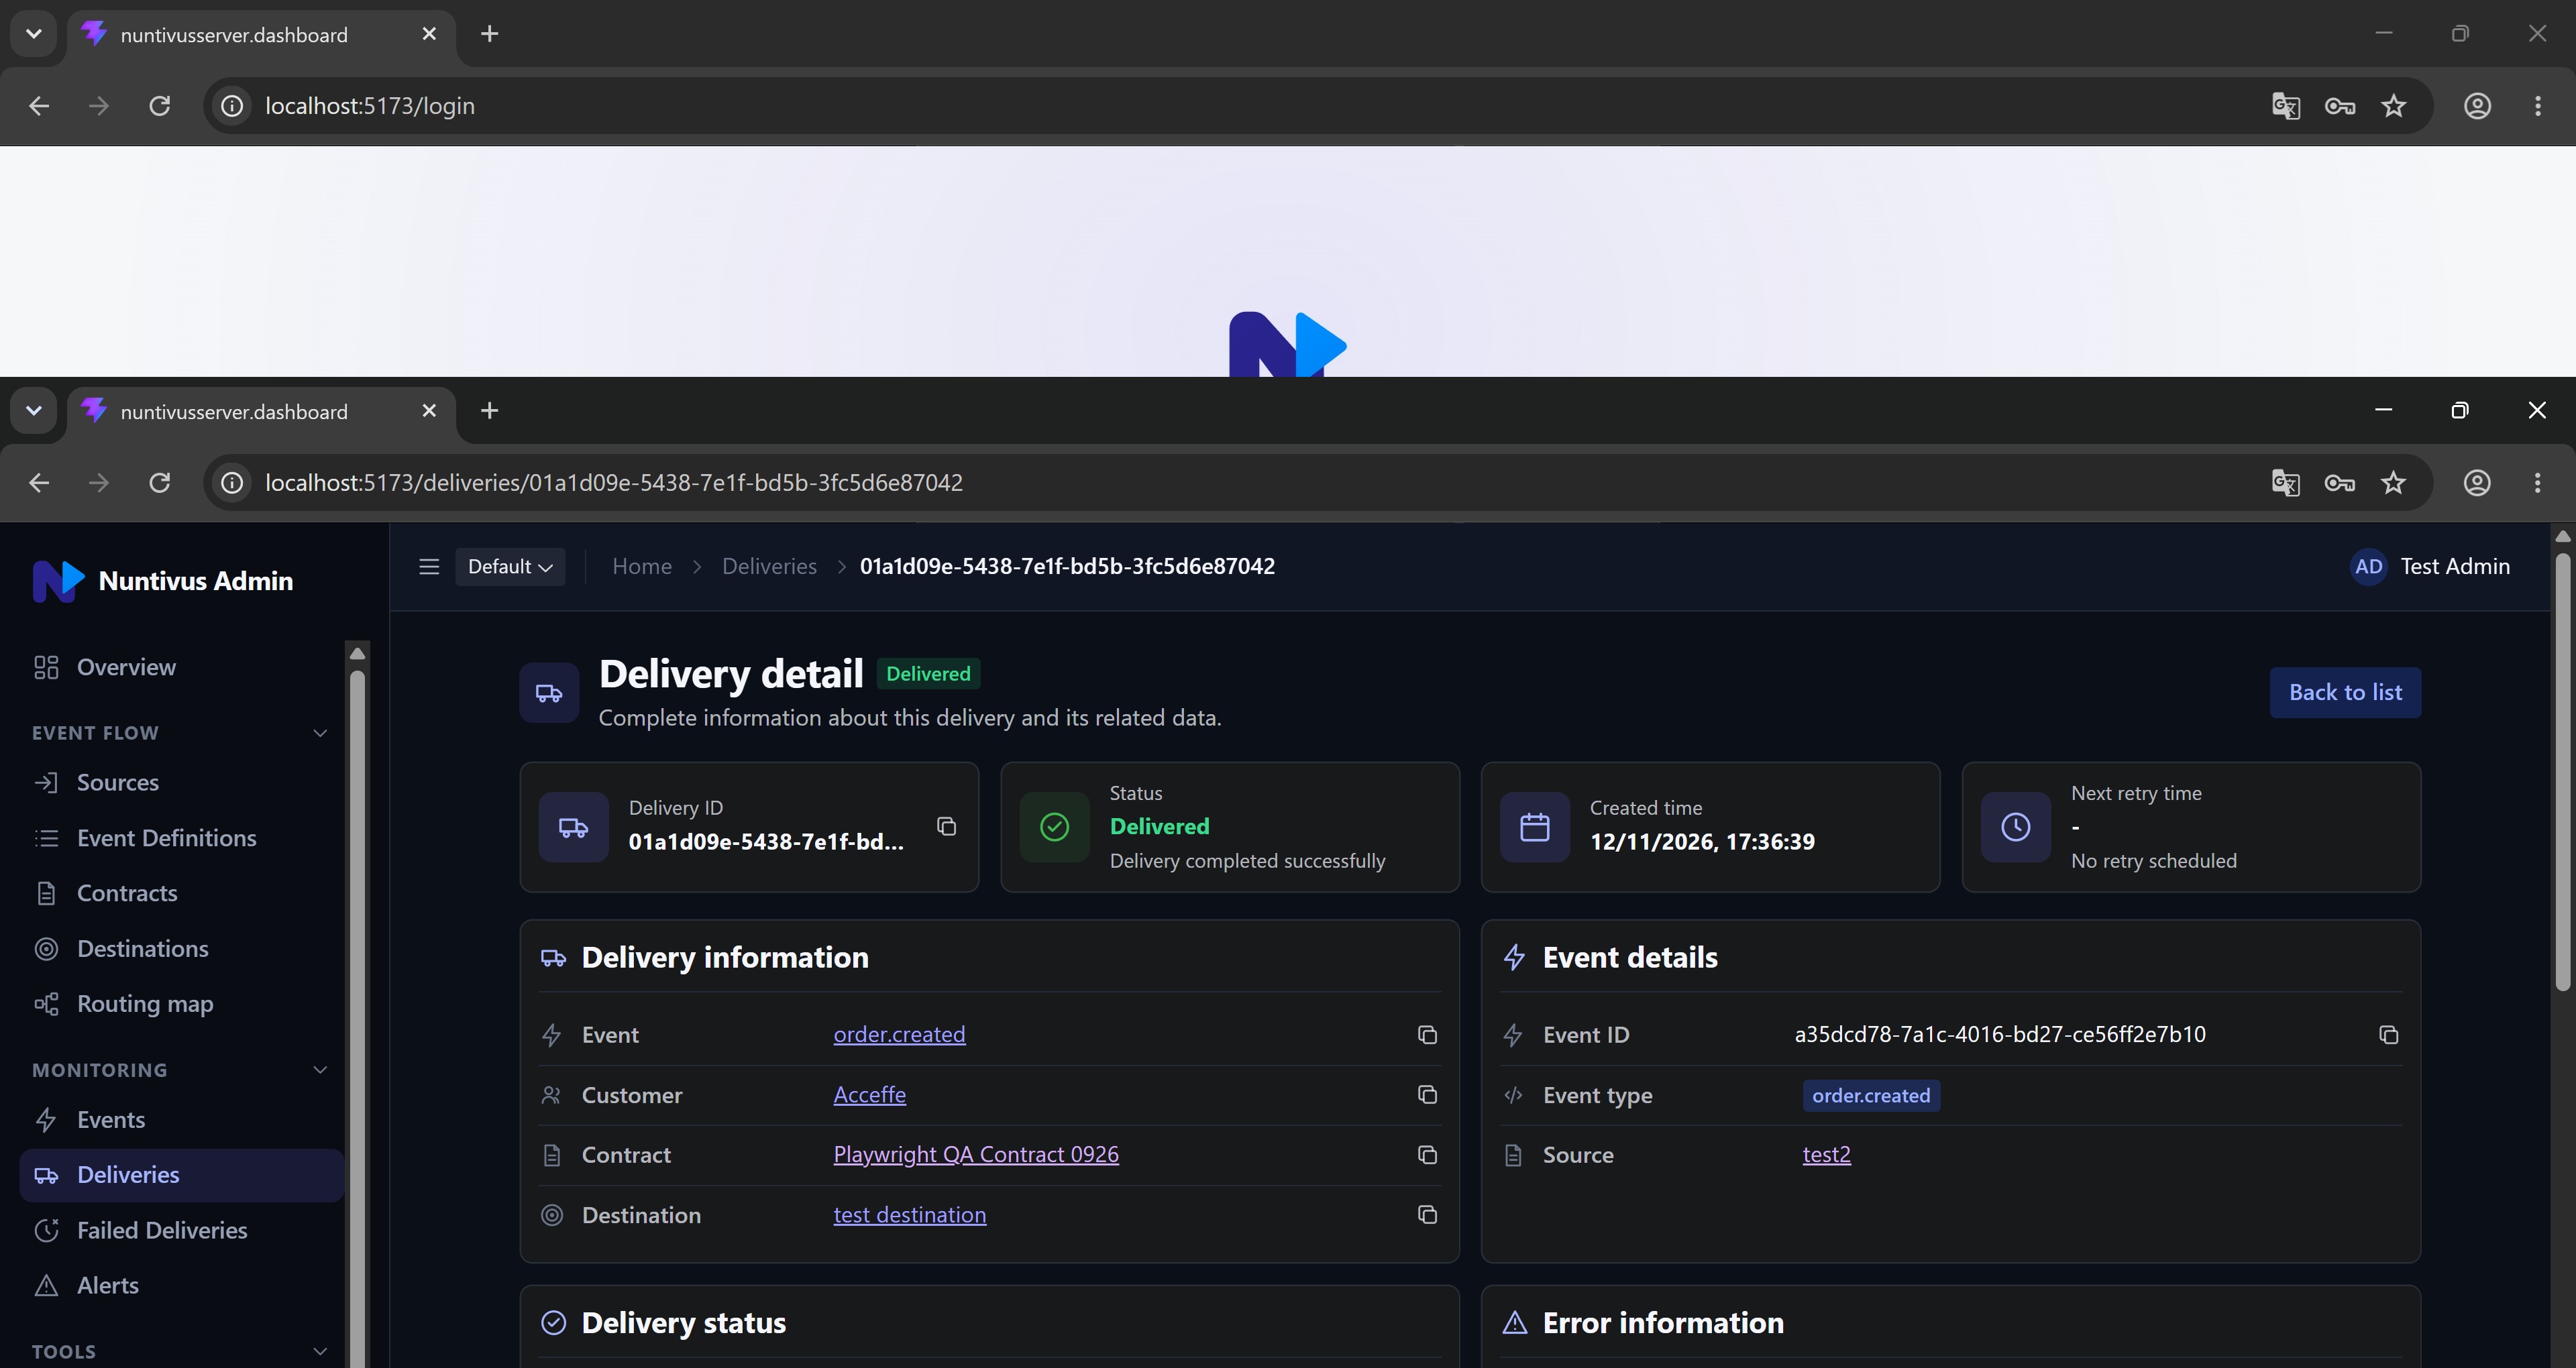 nuntivusserver.dashboard
localhost:5173/login
nuntivusserver.dashboard
localhost:5173/deliveries/01a1d09e-5438-7e1f-bd5b-3fc5d6e87042
Nuntivus Admin
Default
Home > Deliveries > 01a1d09e-5438-7e1f-bd5b-3fc5d6e87042
AD Test Admin
Overview
EVENT FLOW
Sources
Event Definitions
Contracts
Destinations
Routing map
MONITORING
Events
Deliveries
Failed Deliveries
Alerts
TOOLS
Delivery detail Delivered
Complete information about this delivery and its related data.
Back to list
Delivery ID
01a1d09e-5438-7e1f-bd...
Status
Delivered
Delivery completed successfully
Created time
12/11/2026, 17:36:39
Next retry time
-
No retry scheduled
Delivery information
Event order.created
Customer Acceffe
Contract Playwright QA Contract 0926
Destination test destination
Event details
Event ID a35dcd78-7a1c-4016-bd27-ce56ff2e7b10
Event type order.created
Source test2
Delivery status
Error information